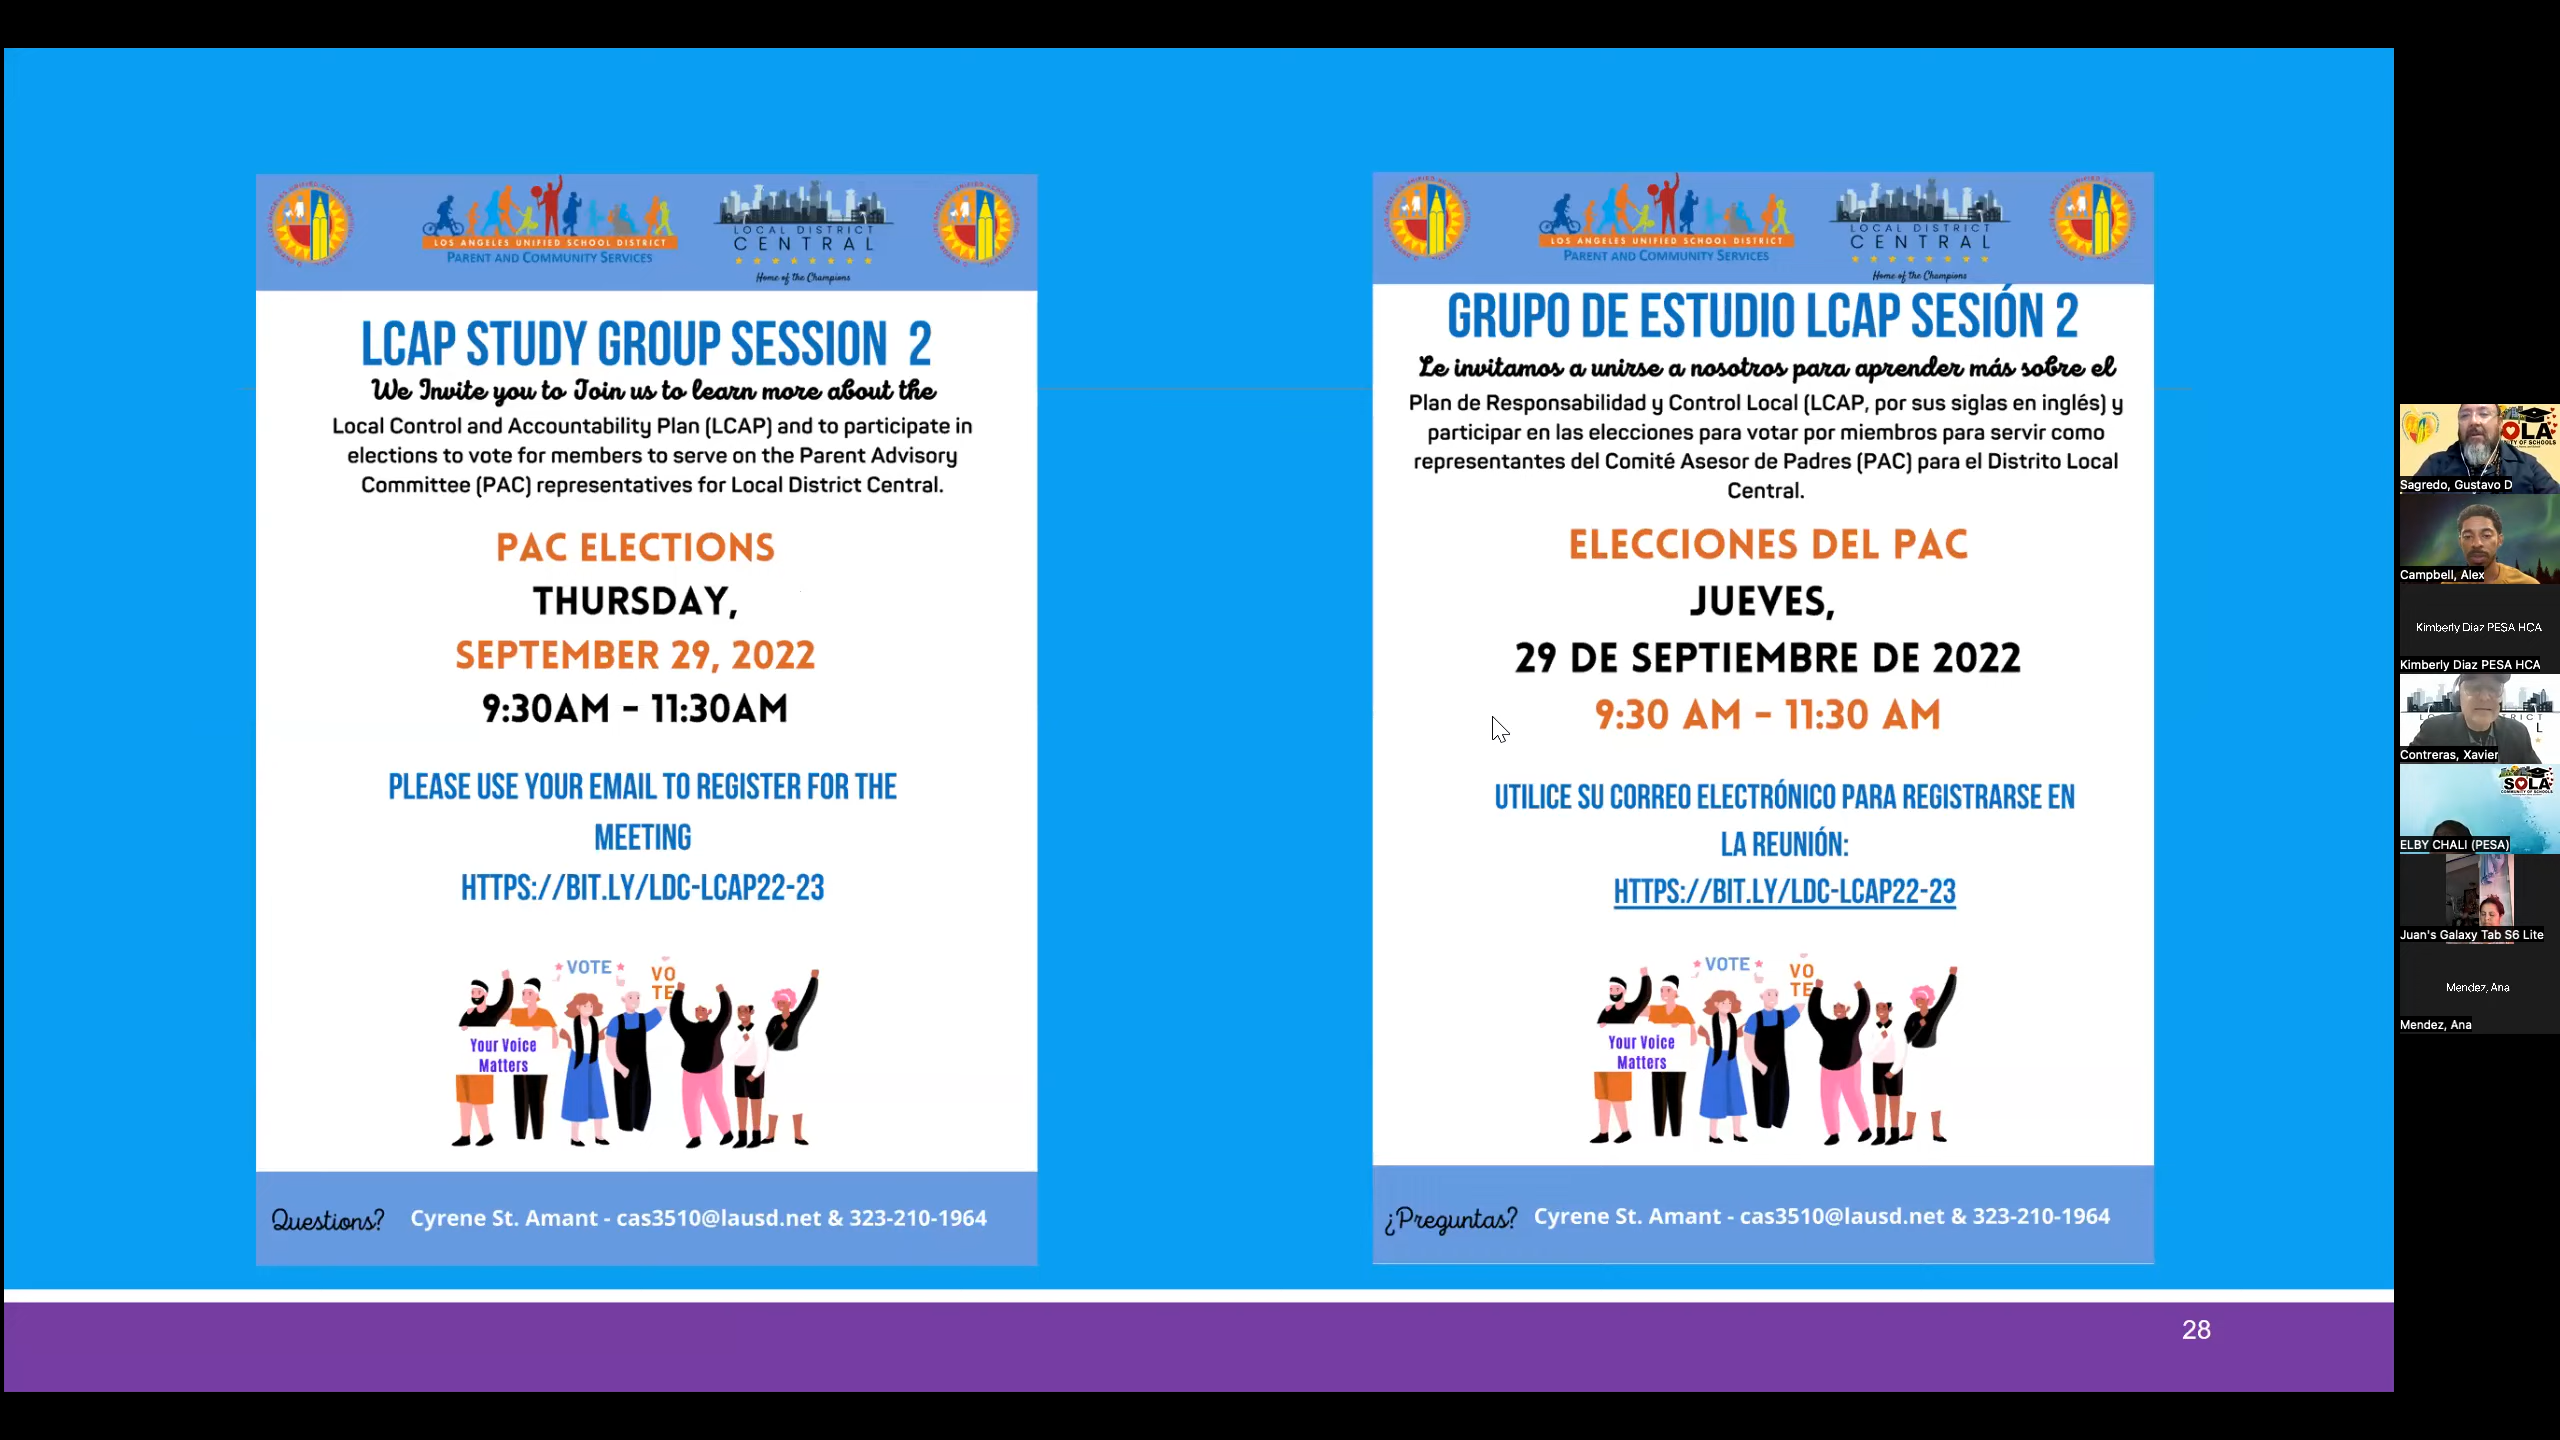 LOS ANGELES UNIFIED SCHOOL DISTRICT
PARENT AND COMMUNITY SERVICES
LOCAL DISTRICT
CENTRAL
Home of the Champions
LCAP STUDY GROUP SESSION 2
We Invite you to Join us to learn more about the
Local Control and Accountability Plan (LCAP) and to participate in
elections to vote for members to serve on the Parent Advisory
Committee (PAC) representatives for Local District Central.
PAC ELECTIONS
THURSDAY,
SEPTEMBER 29, 2022
9:30AM - 11:30AM
PLEASE USE YOUR EMAIL TO REGISTER FOR THE
MEETING
HTTPS://BIT.LY/LDC-LCAP22-23
VOTE
VO
TE
Your Voice
Matters
Questions? Cyrene St. Amant - cas3510@lausd.net & 323-210-1964
LOS ANGELES UNIFIED SCHOOL DISTRICT
PARENT AND COMMUNITY SERVICES
LOCAL DISTRICT
CENTRAL
Home of the Champions
GRUPO DE ESTUDIO LCAP SESIÓN 2
Le invitamos a unirse a nosotros para aprender más sobre el
Plan de Responsabilidad y Control Local (LCAP, por sus siglas en inglés) y
participar en las elecciones para votar por miembros para servir como
representantes del Comité Asesor de Padres (PAC) para el Distrito Local
Central.
ELECCIONES DEL PAC
JUEVES,
29 DE SEPTIEMBRE DE 2022
9:30 AM - 11:30 AM
UTILICE SU CORREO ELECTRÓNICO PARA REGISTRARSE EN
LA REUNIÓN:
HTTPS://BIT.LY/LDC-LCAP22-23
VOTE
VO
TE
Your Voice
Matters
¿Preguntas? Cyrene St. Amant - cas3510@lausd.net & 323-210-1964
28
Sagredo, Gustavo D
Campbell, Alex
Kimberly Diaz PESA HCA
Kimberly Diaz PESA HCA
Contreras, Xavier
SOLA
COMMUNITY OF SCHOOLS
ELBY CHALI (PESA)
Juan's Galaxy Tab S6 Lite
Mendez, Ana
Mendez, Ana